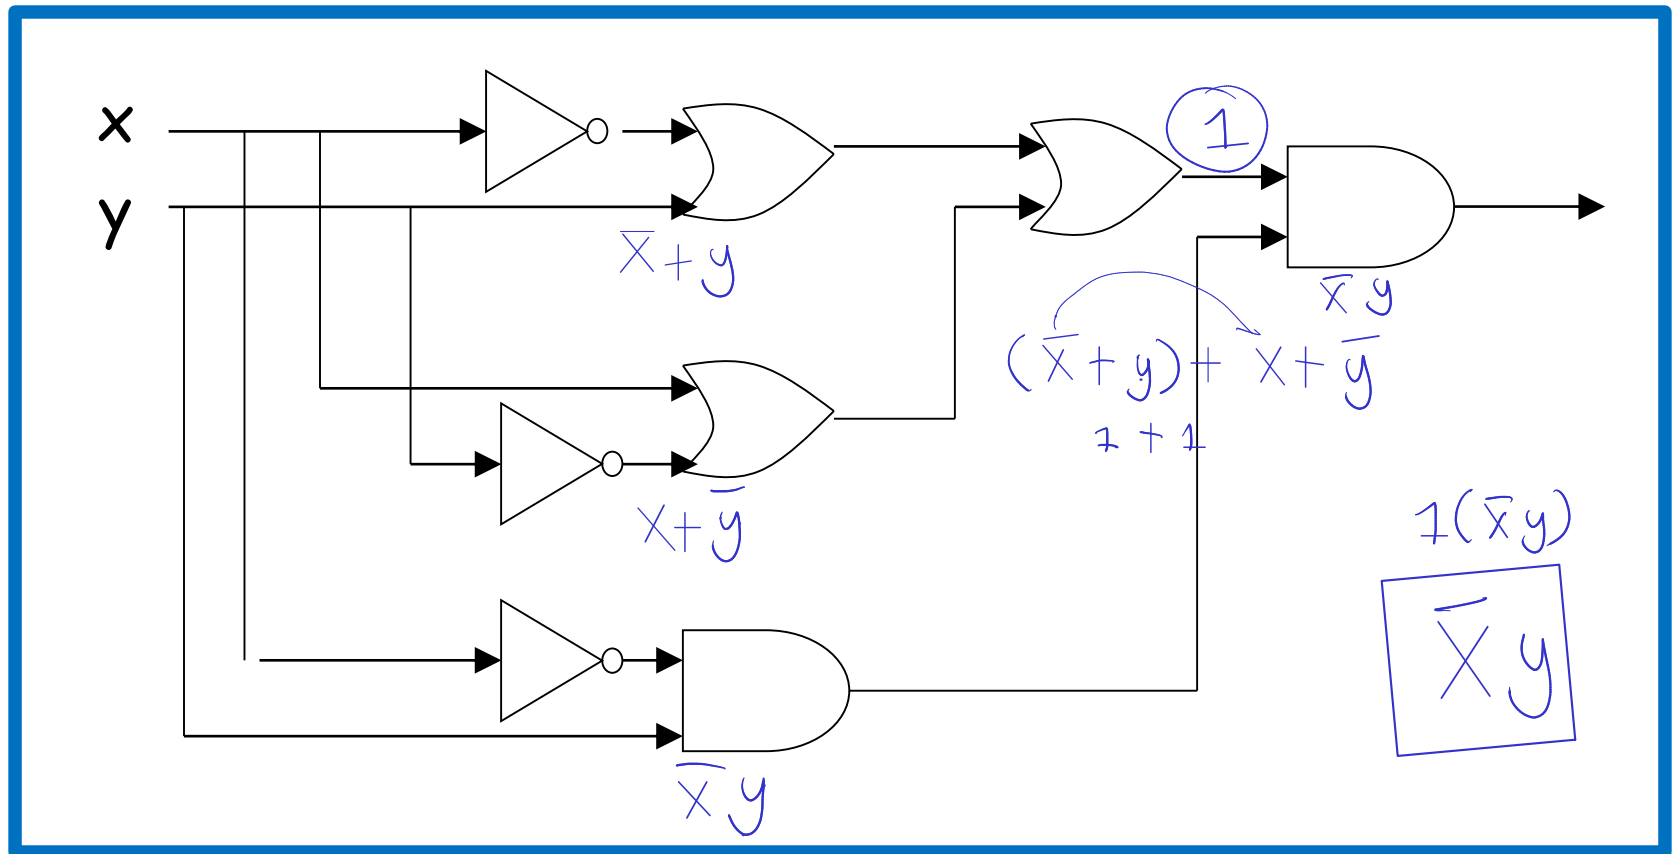 x
y
1
x̅ + y
x̅ y
(x̅ + y) + x + y̅
1 + 1
x + y̅
1(x̅ y)
x̅ y
x̅ y